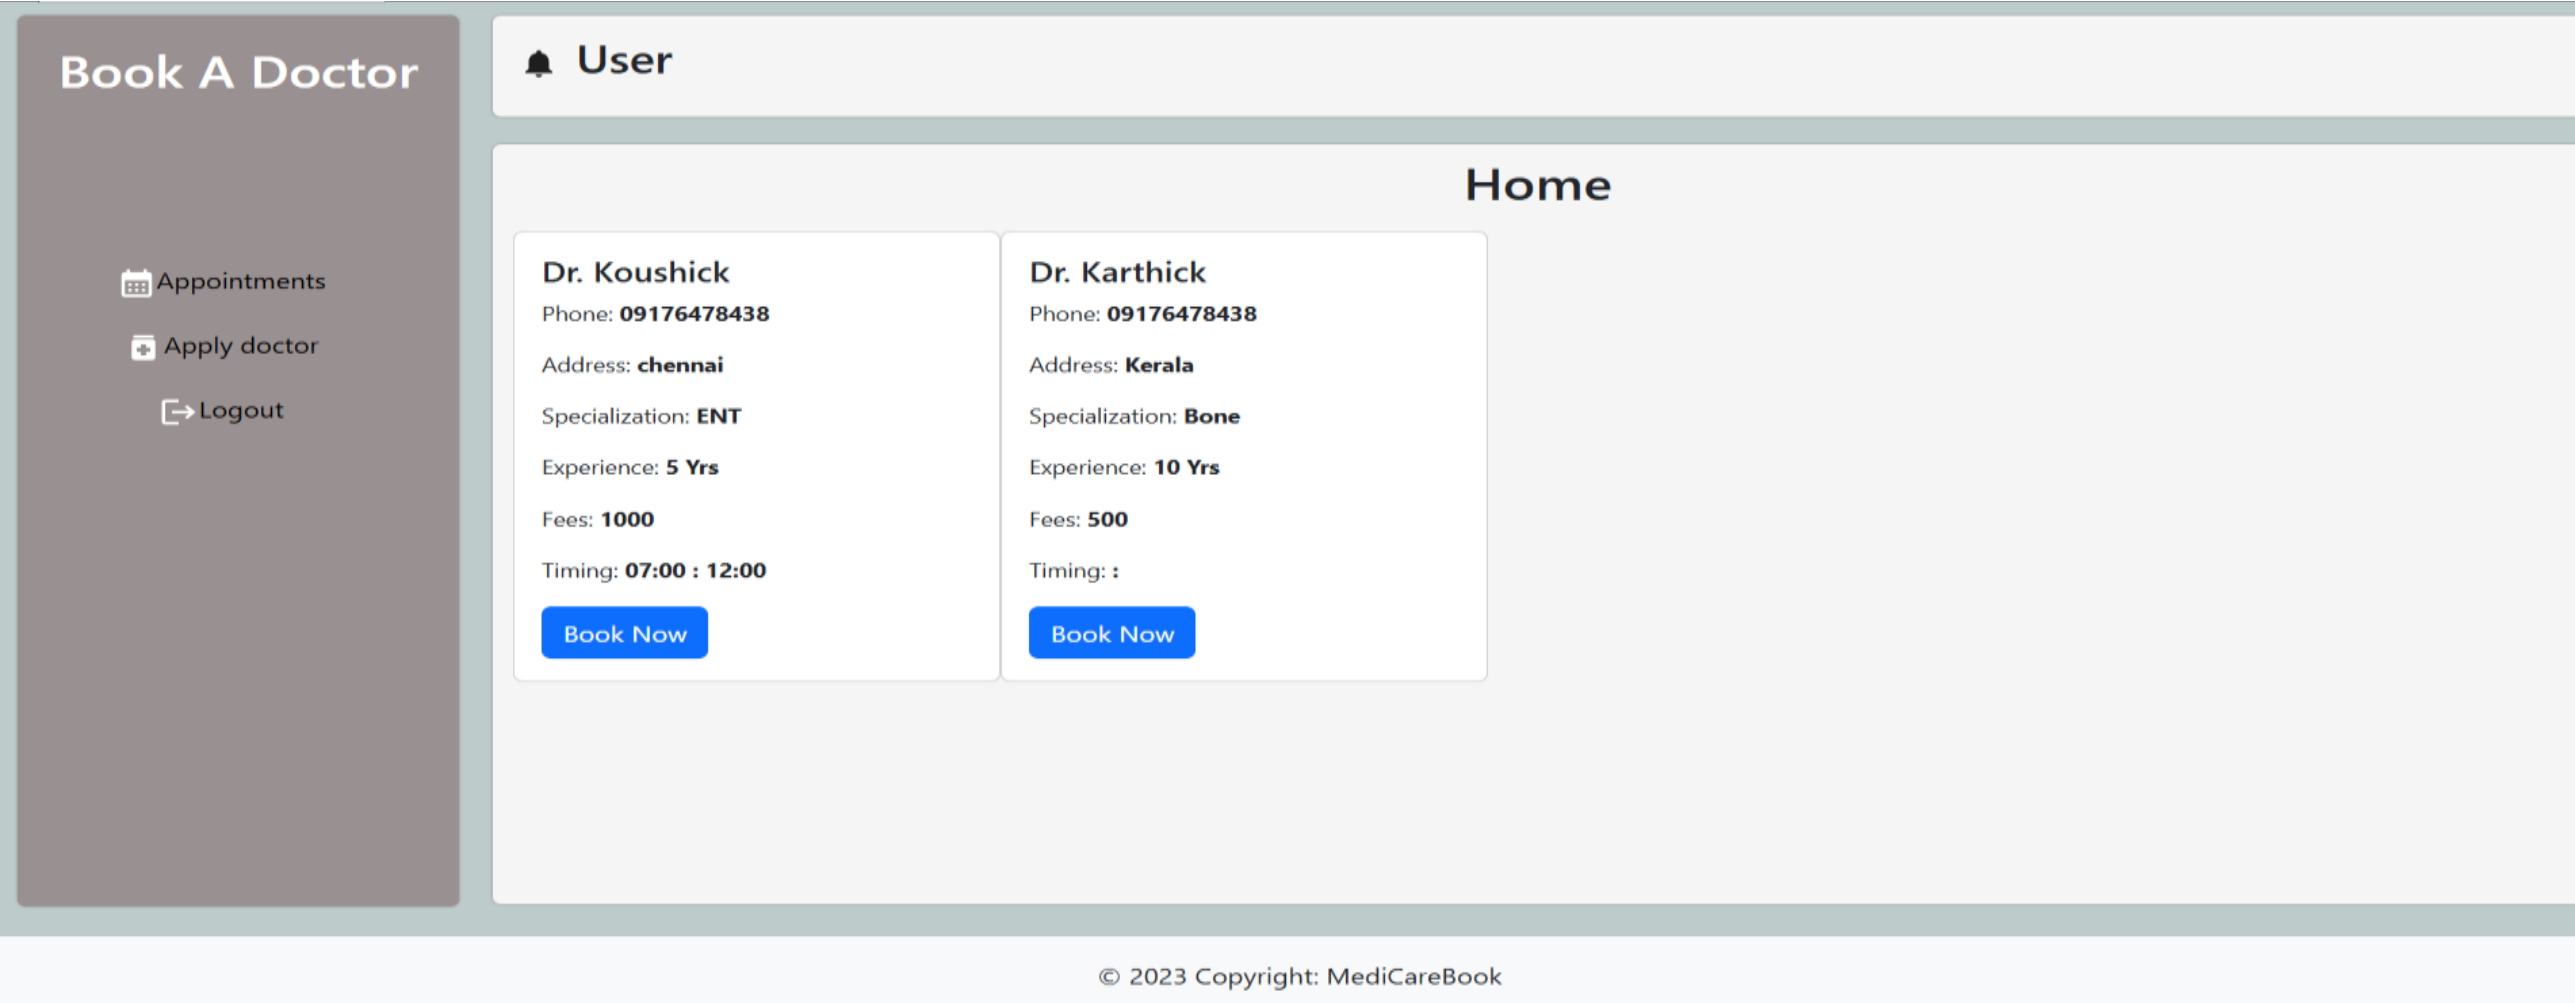 Book A Doctor
Appointments
Apply doctor
Logout
User
Home
Dr. Koushick
Phone: 09176478438
Address: chennai
Specialization: ENT
Experience: 5 Yrs
Fees: 1000
Timing: 07:00 : 12:00
Book Now
Dr. Karthick
Phone: 09176478438
Address: Kerala
Specialization: Bone
Experience: 10 Yrs
Fees: 500
Timing: :
Book Now
© 2023 Copyright: MediCareBook